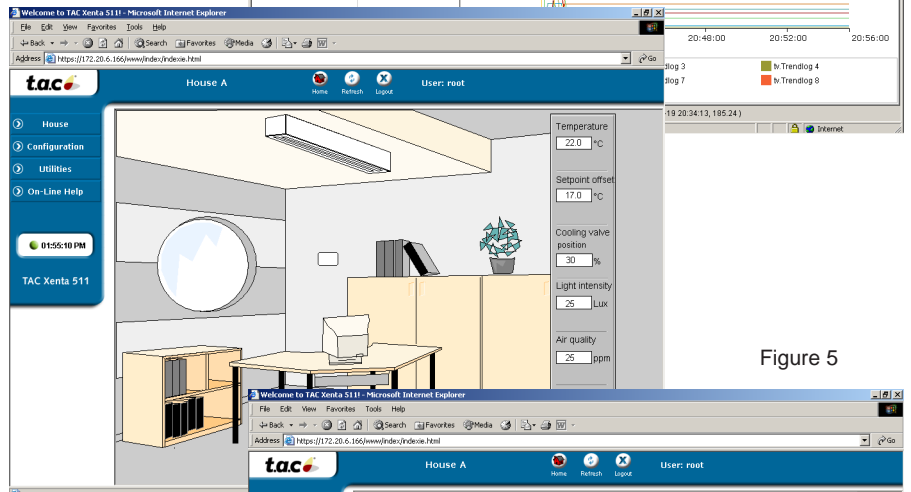 Welcome to TAC Xenta 511! - Microsoft Internet Explorer
File Edit View Favorites Tools Help
Back Search Favorites Media
Address https://172.20.6.166/www/index/indexie.html Go
t.a.c House A Home Refresh Logout User: root
House
Configuration
Utilities
On-Line Help
01:55:10 PM
TAC Xenta 511
Temperature
22.0 °C
Setpoint offset
17.0 °C
Cooling valve
position
30 %
Light intensity
25 Lux
Air quality
25 ppm
20:48:00 20:52:00 20:56:00
dlog 3 tv.Trendlog 4
dlog 7 tv.Trendlog 8
-19 20:34:13, 185.24 )
Internet
Figure 5
Welcome to TAC Xenta 511! - Microsoft Internet Explorer
File Edit View Favorites Tools Help
Back Search Favorites Media
Address https://172.20.6.166/www/index/indexie.html Go
t.a.c House A Home Refresh Logout User: root